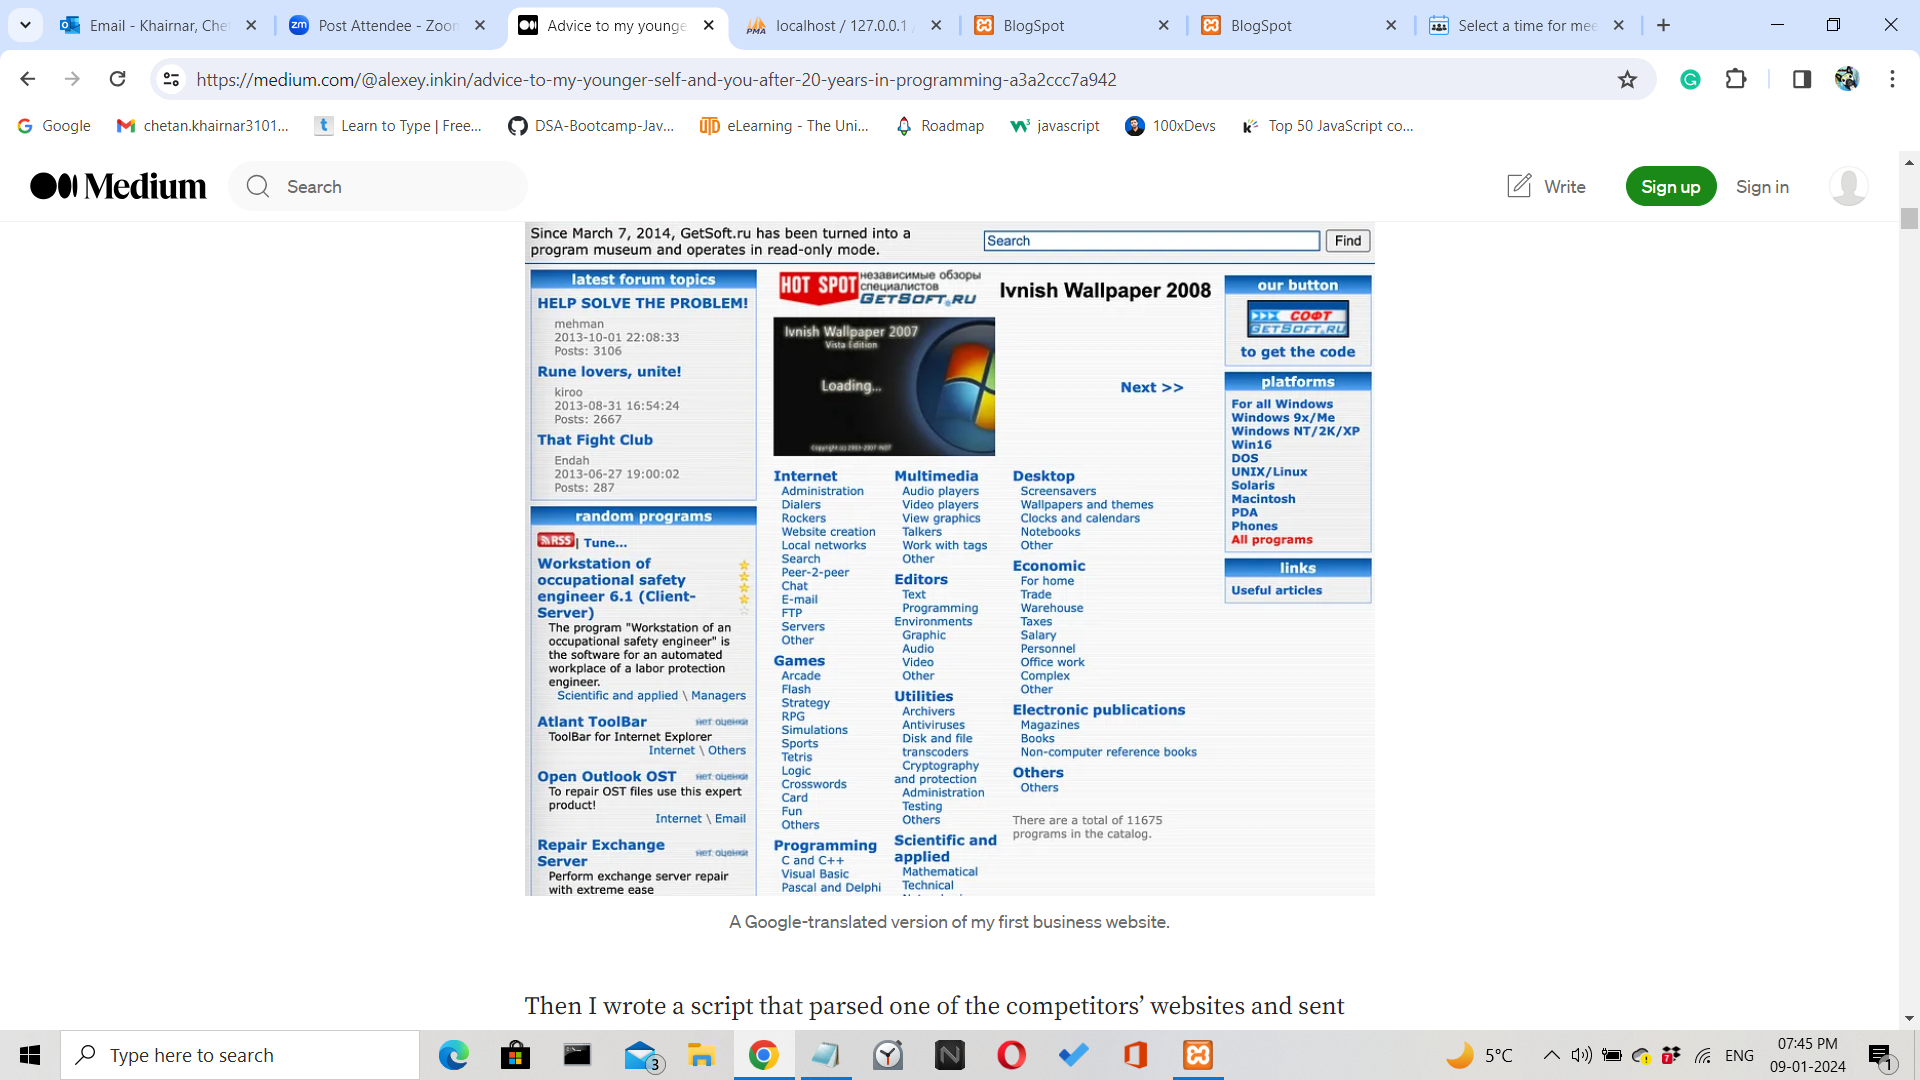 Email - Khairnar, Che
Post Attendee - Zoon
Advice to my younge
localhost / 127.0.0.1 /
BlogSpot
BlogSpot
Select a time for mee
https://medium.com/@alexey.inkin/advice-to-my-younger-self-and-you-after-20-years-in-programming-a3a2ccc7a942
Google
chetan.khairnar3101...
Learn to Type | Free...
DSA-Bootcamp-Jav...
eLearning - The Uni...
Roadmap
javascript
100xDevs
Top 50 JavaScript co...
Medium
Search
Write
Sign up
Sign in
Since March 7, 2014, GetSoft.ru has been turned into a
program museum and operates in read-only mode.
Search
Find
latest forum topics
HELP SOLVE THE PROBLEM!
mehman
2013-10-01 22:08:33
Posts: 3106
Rune lovers, unite!
kiroo
2013-08-31 16:54:24
Posts: 2667
That Fight Club
Endah
2013-06-27 19:00:02
Posts: 287
random programs
RSS | Tune...
Workstation of
occupational safety
engineer 6.1 (Client-
Server)
The program "Workstation of an
occupational safety engineer" is
the software for an automated
workplace of a labor protection
engineer.
Scientific and applied \ Managers
Atlant ToolBar
нет оценки
ToolBar for Internet Explorer
Internet \ Others
Open Outlook OST
нет оценки
To repair OST files use this expert
product!
Internet \ Email
Repair Exchange
Server
нет оценки
Perform exchange server repair
with extreme ease
HOT SPOT
независимые обзоры
специалистов
GETSOFT.RU
Ivnish Wallpaper 2008
Ivnish Wallpaper 2007
Vista Edition
Loading...
Next >>
Internet
Administration
Dialers
Rockers
Website creation
Local networks
Search
Peer-2-peer
Chat
E-mail
FTP
Servers
Other
Games
Arcade
Flash
Strategy
RPG
Simulations
Sports
Tetris
Logic
Crosswords
Card
Fun
Others
Programming
C and C++
Visual Basic
Pascal and Delphi
Multimedia
Audio players
Video players
View graphics
Talkers
Work with tags
Other
Editors
Text
Programming
Environments
Graphic
Audio
Video
Other
Utilities
Archivers
Antiviruses
Disk and file
transcoders
Cryptography
and protection
Administration
Testing
Others
Scientific and
applied
Mathematical
Technical
Desktop
Screensavers
Wallpapers and themes
Clocks and calendars
Notebooks
Other
Economic
For home
Trade
Warehouse
Taxes
Salary
Personnel
Office work
Complex
Other
Electronic publications
Magazines
Books
Non-computer reference books
Others
Others
There are a total of 11675
programs in the catalog.
our button
СОФТ
GETSOFT.RU
to get the code
platforms
For all Windows
Windows 9x/Me
Windows NT/2K/XP
Win16
DOS
UNIX/Linux
Solaris
Macintosh
PDA
Phones
All programs
links
Useful articles
A Google-translated version of my first business website.
Then I wrote a script that parsed one of the competitors’ websites and sent
Type here to search
3
5°C
ENG
07:45 PM
09-01-2024
1